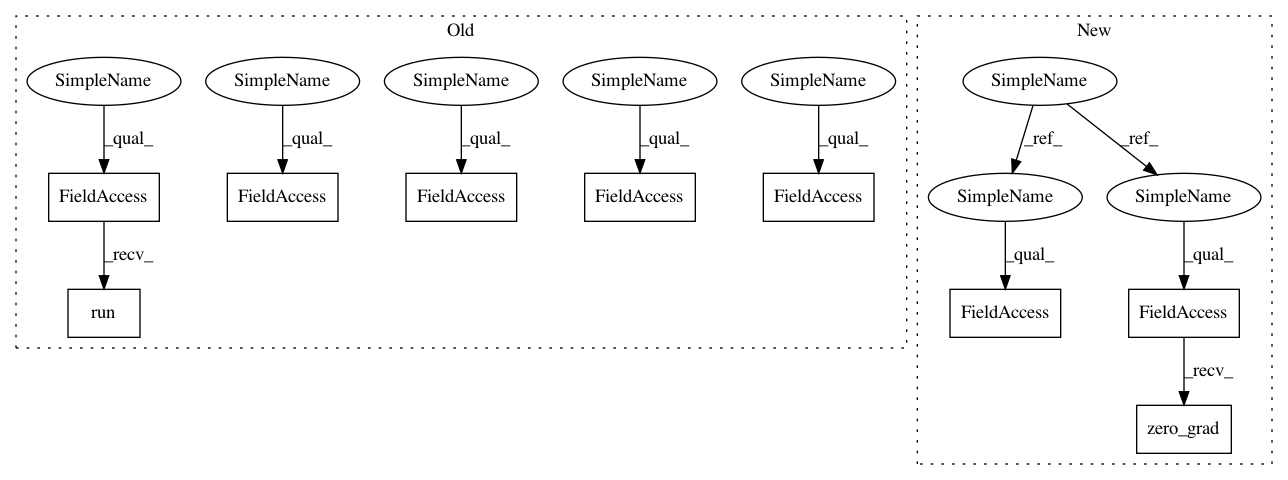 Old
New
SimpleName SimpleName SimpleName SimpleName SimpleName SimpleName
_qual_ _qual_ _qual_ _qual_ _qual_ _ref_ _ref_
FieldAccess FieldAccess FieldAccess FieldAccess FieldAccess SimpleName SimpleName
_recv_ _qual_ _qual_
run FieldAccess FieldAccess
_recv_
zero_grad